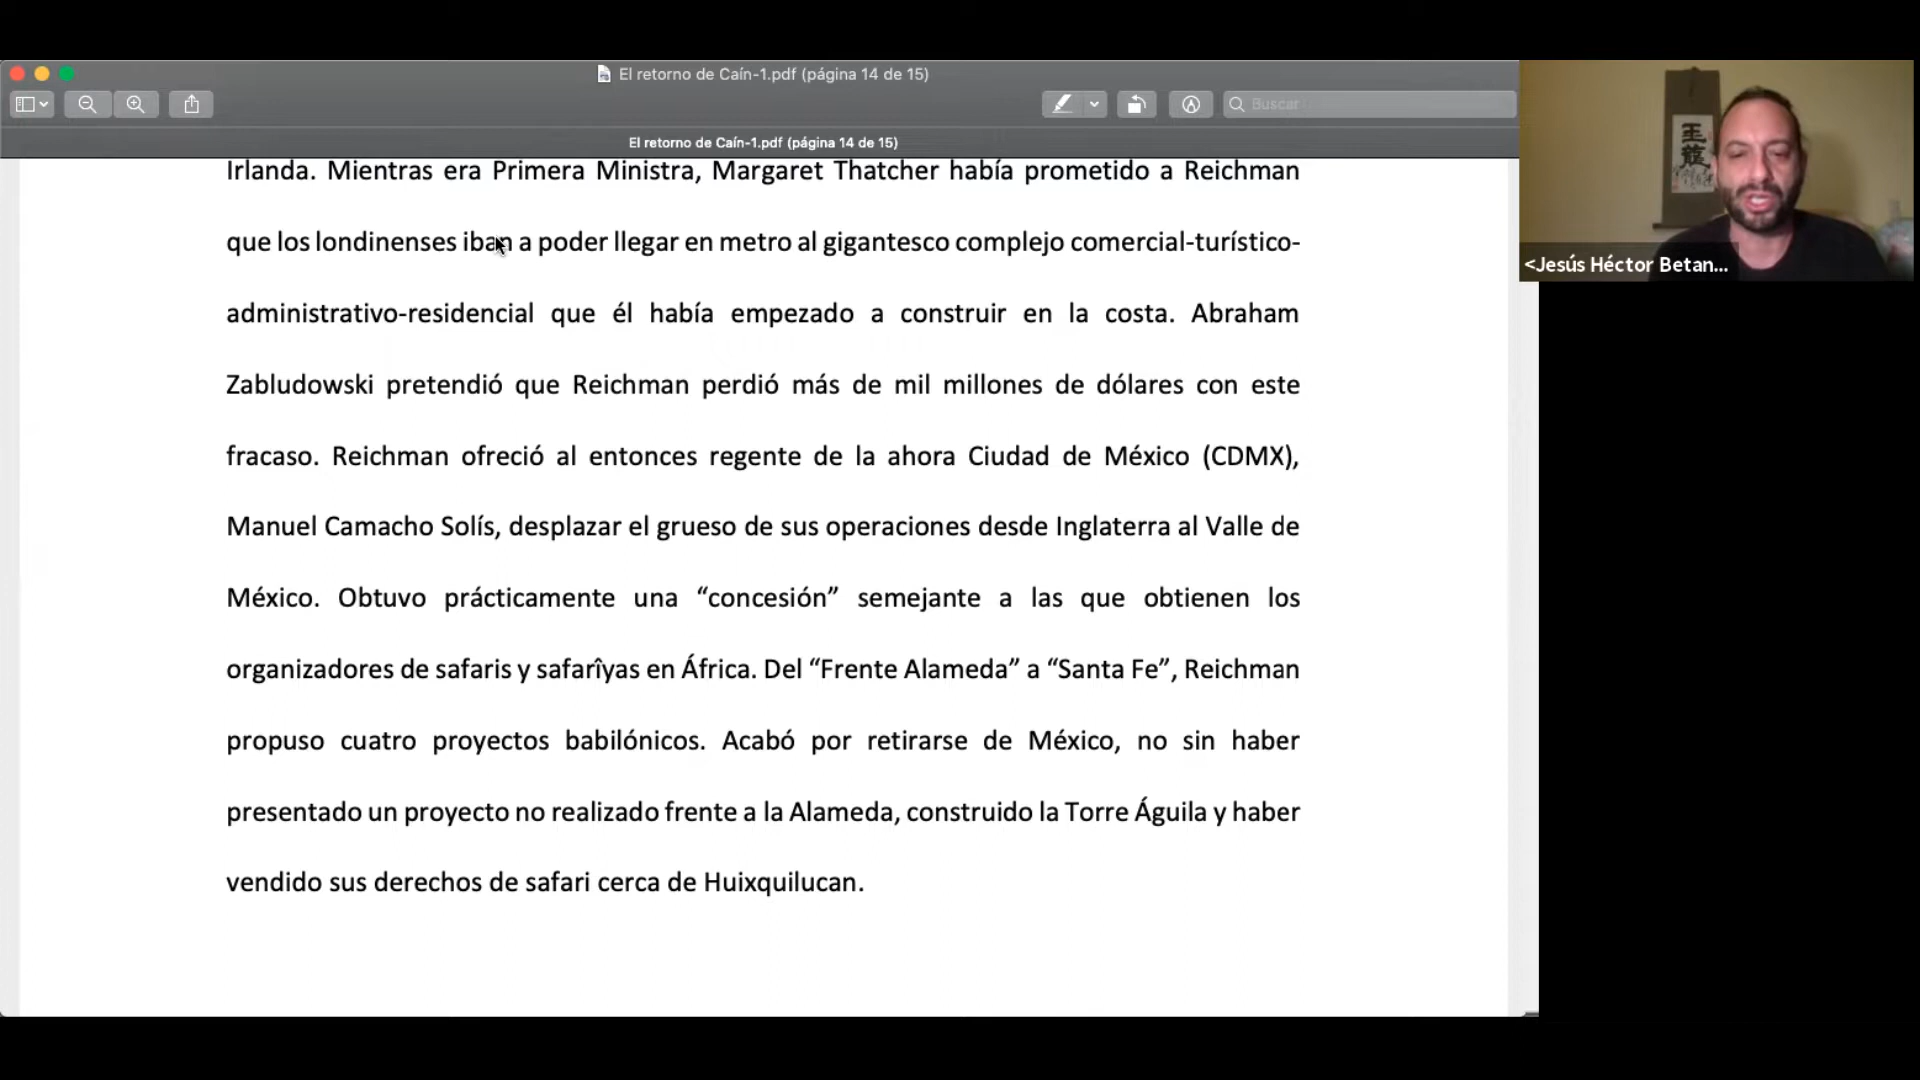 El retorno de Caín-1.pdf (página 14 de 15)
Buscar
El retorno de Caín-1.pdf (página 14 de 15)
Irlanda. Mientras era Primera Ministra, Margaret Thatcher había prometido a Reichman
que los londinenses iban a poder llegar en metro al gigantesco complejo comercial-turístico-
administrativo-residencial que él había empezado a construir en la costa. Abraham
Zabludowski pretendió que Reichman perdió más de mil millones de dólares con este
fracaso. Reichman ofreció al entonces regente de la ahora Ciudad de México (CDMX),
Manuel Camacho Solís, desplazar el grueso de sus operaciones desde Inglaterra al Valle de
México. Obtuvo prácticamente una “concesión” semejante a las que obtienen los
organizadores de safaris y safarîyas en África. Del “Frente Alameda” a “Santa Fe”, Reichman
propuso cuatro proyectos babilónicos. Acabó por retirarse de México, no sin haber
presentado un proyecto no realizado frente a la Alameda, construido la Torre Águila y haber
vendido sus derechos de safari cerca de Huixquilucan.
<Jesús Héctor Betan...